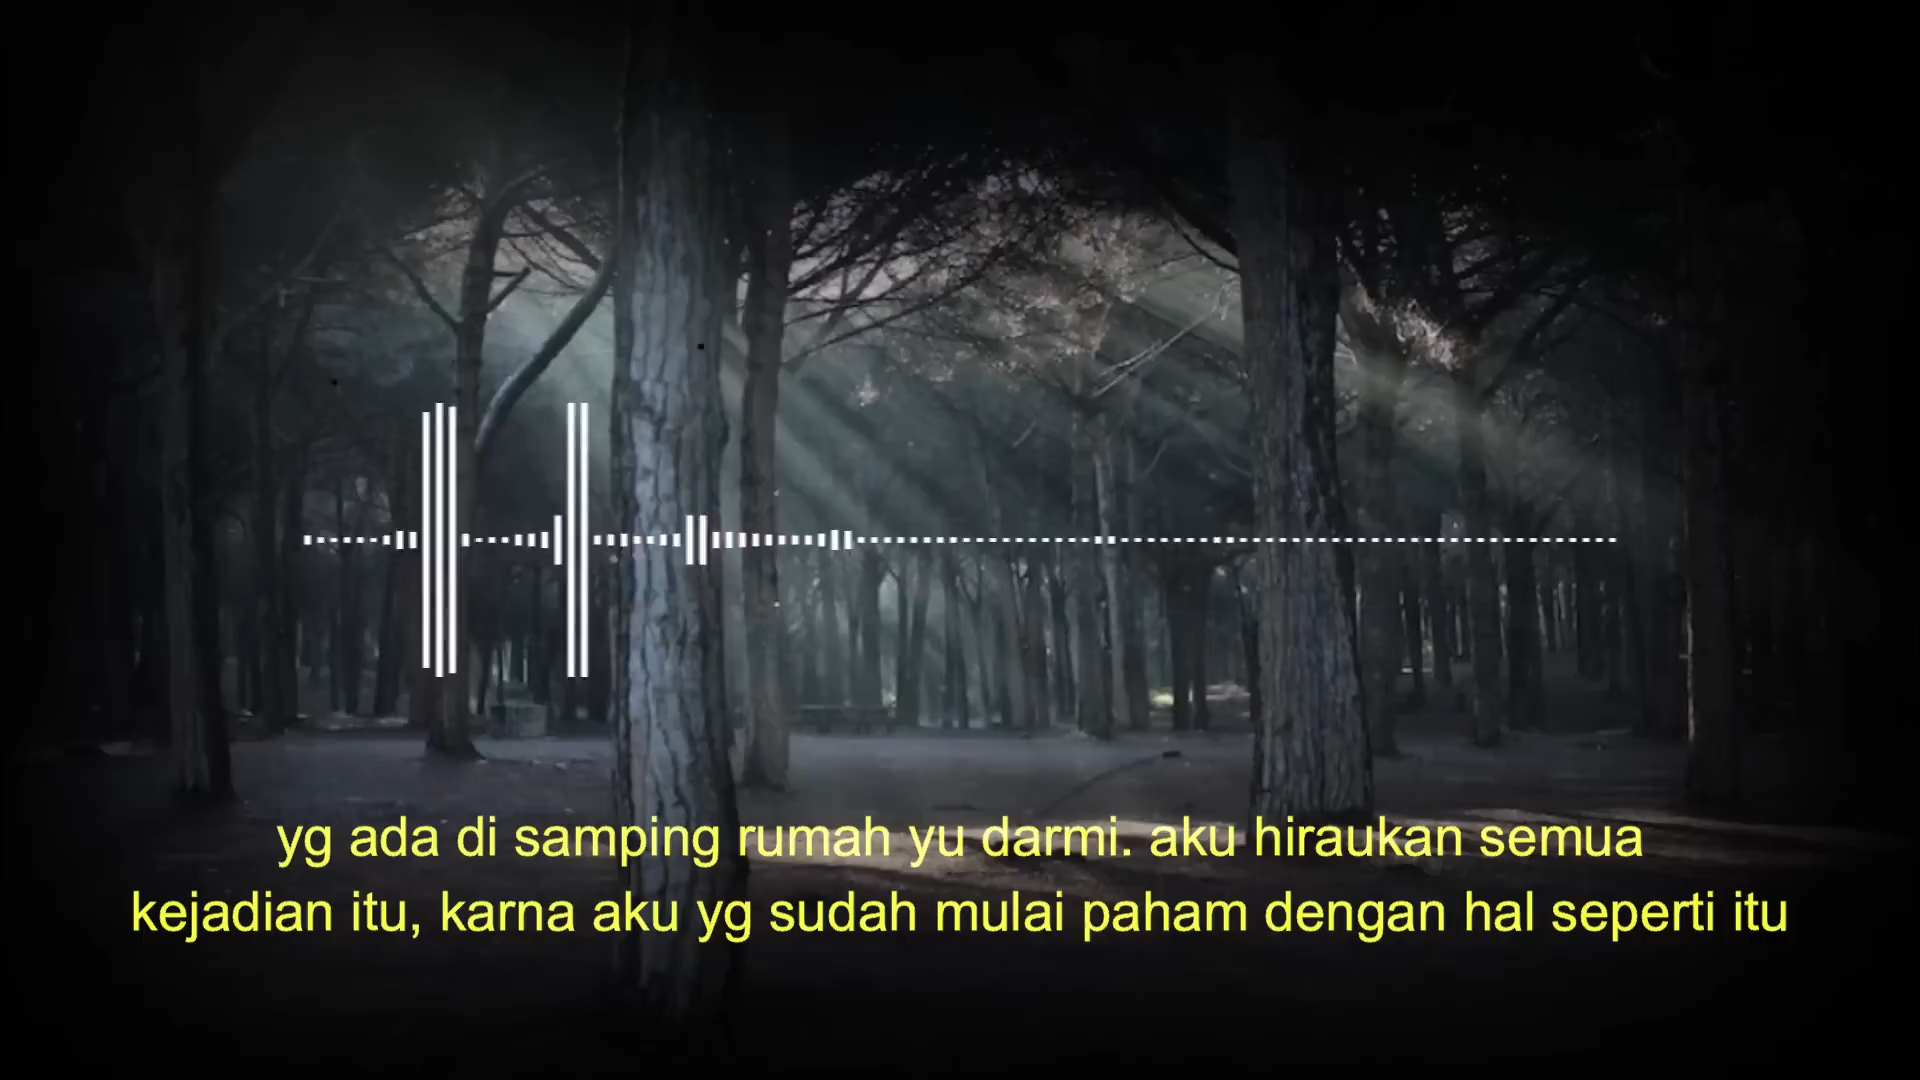 yg ada di samping rumah yu darmi. aku hiraukan semua
kejadian itu, karna aku yg sudah mulai paham dengan hal seperti itu